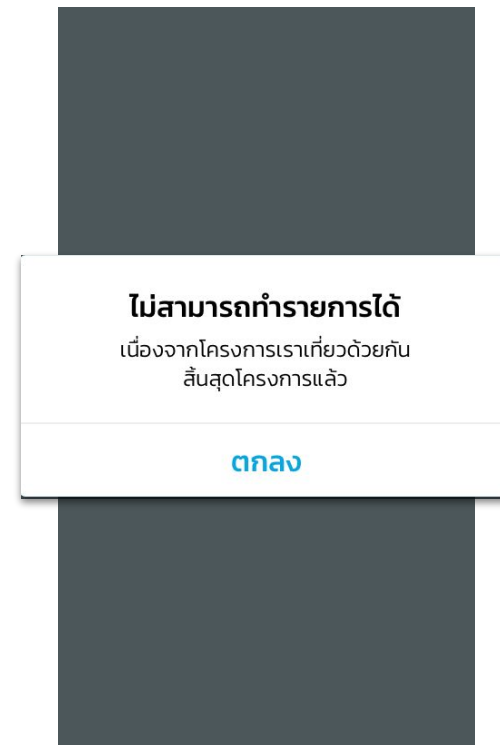 ไม่สามารถทำรายการได้
เนื่องจากโครงการเราเที่ยวด้วยกัน
สิ้นสุดโครงการแล้ว
ตกลง